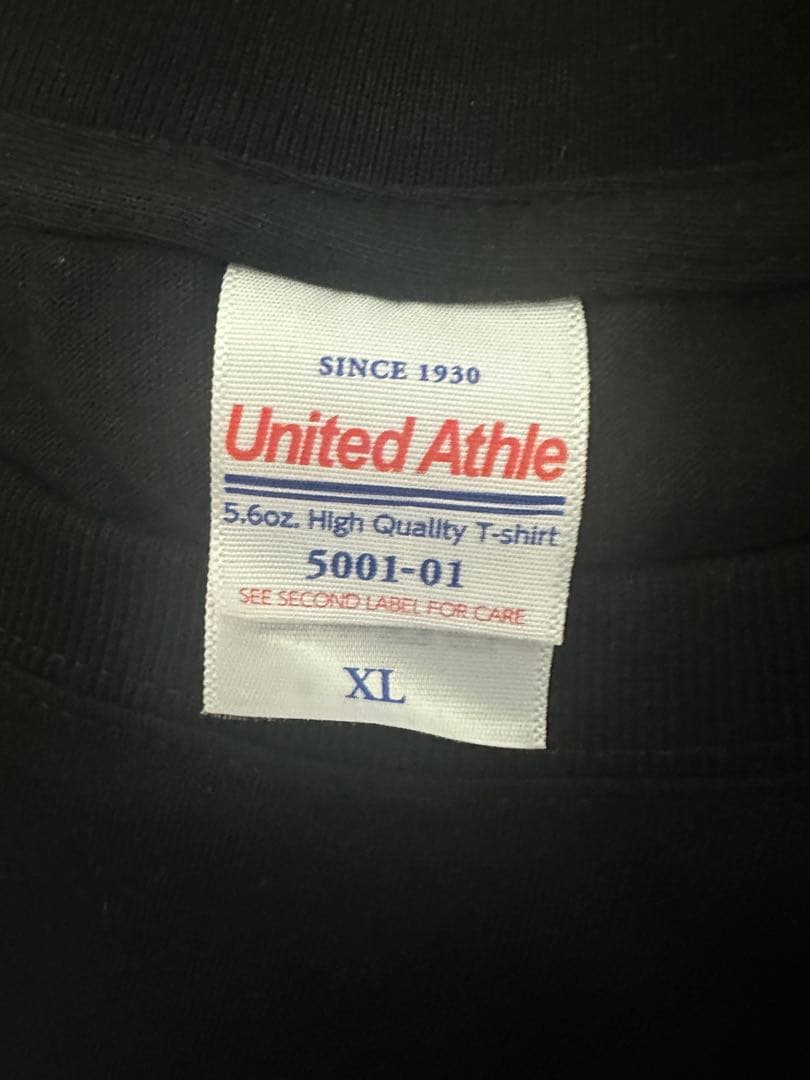 SINCE 1930
United Athle
5.6oz. High Quality T-shirt
5001-01
SEE SECOND LABEL FOR CARE
XL